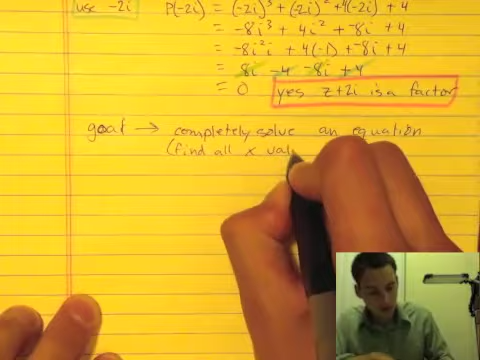 use -2i P(-2i) = (-2i)³ + (-2i)² + 4(-2i) + 4
= -8i³ + 4i² + -8i + 4
= -8i²i + 4(-1) + -8i + 4
= 8i -4 -8i +4
= 0 yes z+2i is a factor
goal → completely solve an equation
(find all x val